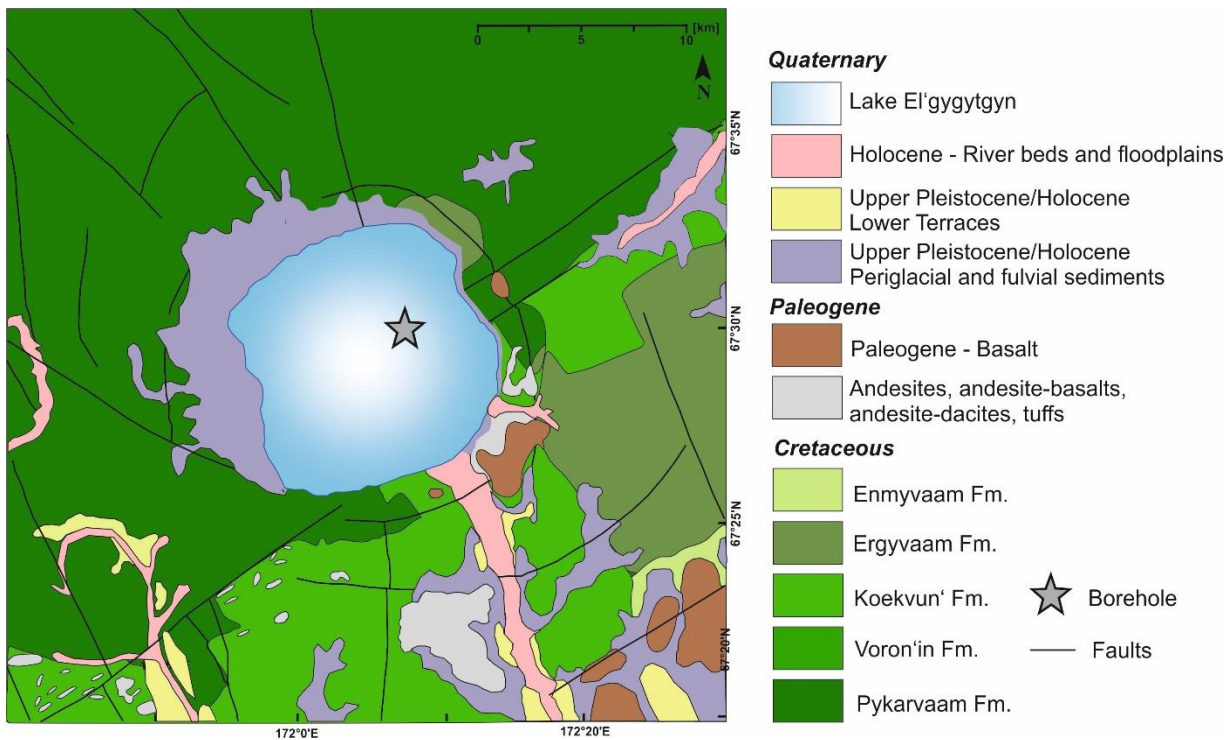 0 5 10 [km]
N
67°35'N
67°30'N
67°25'N
67°20'N
172°0'E
172°20'E
Quaternary
Lake El‘gygytgyn
Holocene - River beds and floodplains
Upper Pleistocene/Holocene
Lower Terraces
Upper Pleistocene/Holocene
Periglacial and fulvial sediments
Paleogene
Paleogene - Basalt
Andesites, andesite-basalts,
andesite-dacites, tuffs
Cretaceous
Enmyvaam Fm.
Ergyvaam Fm.
Koekvun‘ Fm.
Voron‘in Fm.
Pykarvaam Fm.
Borehole
Faults